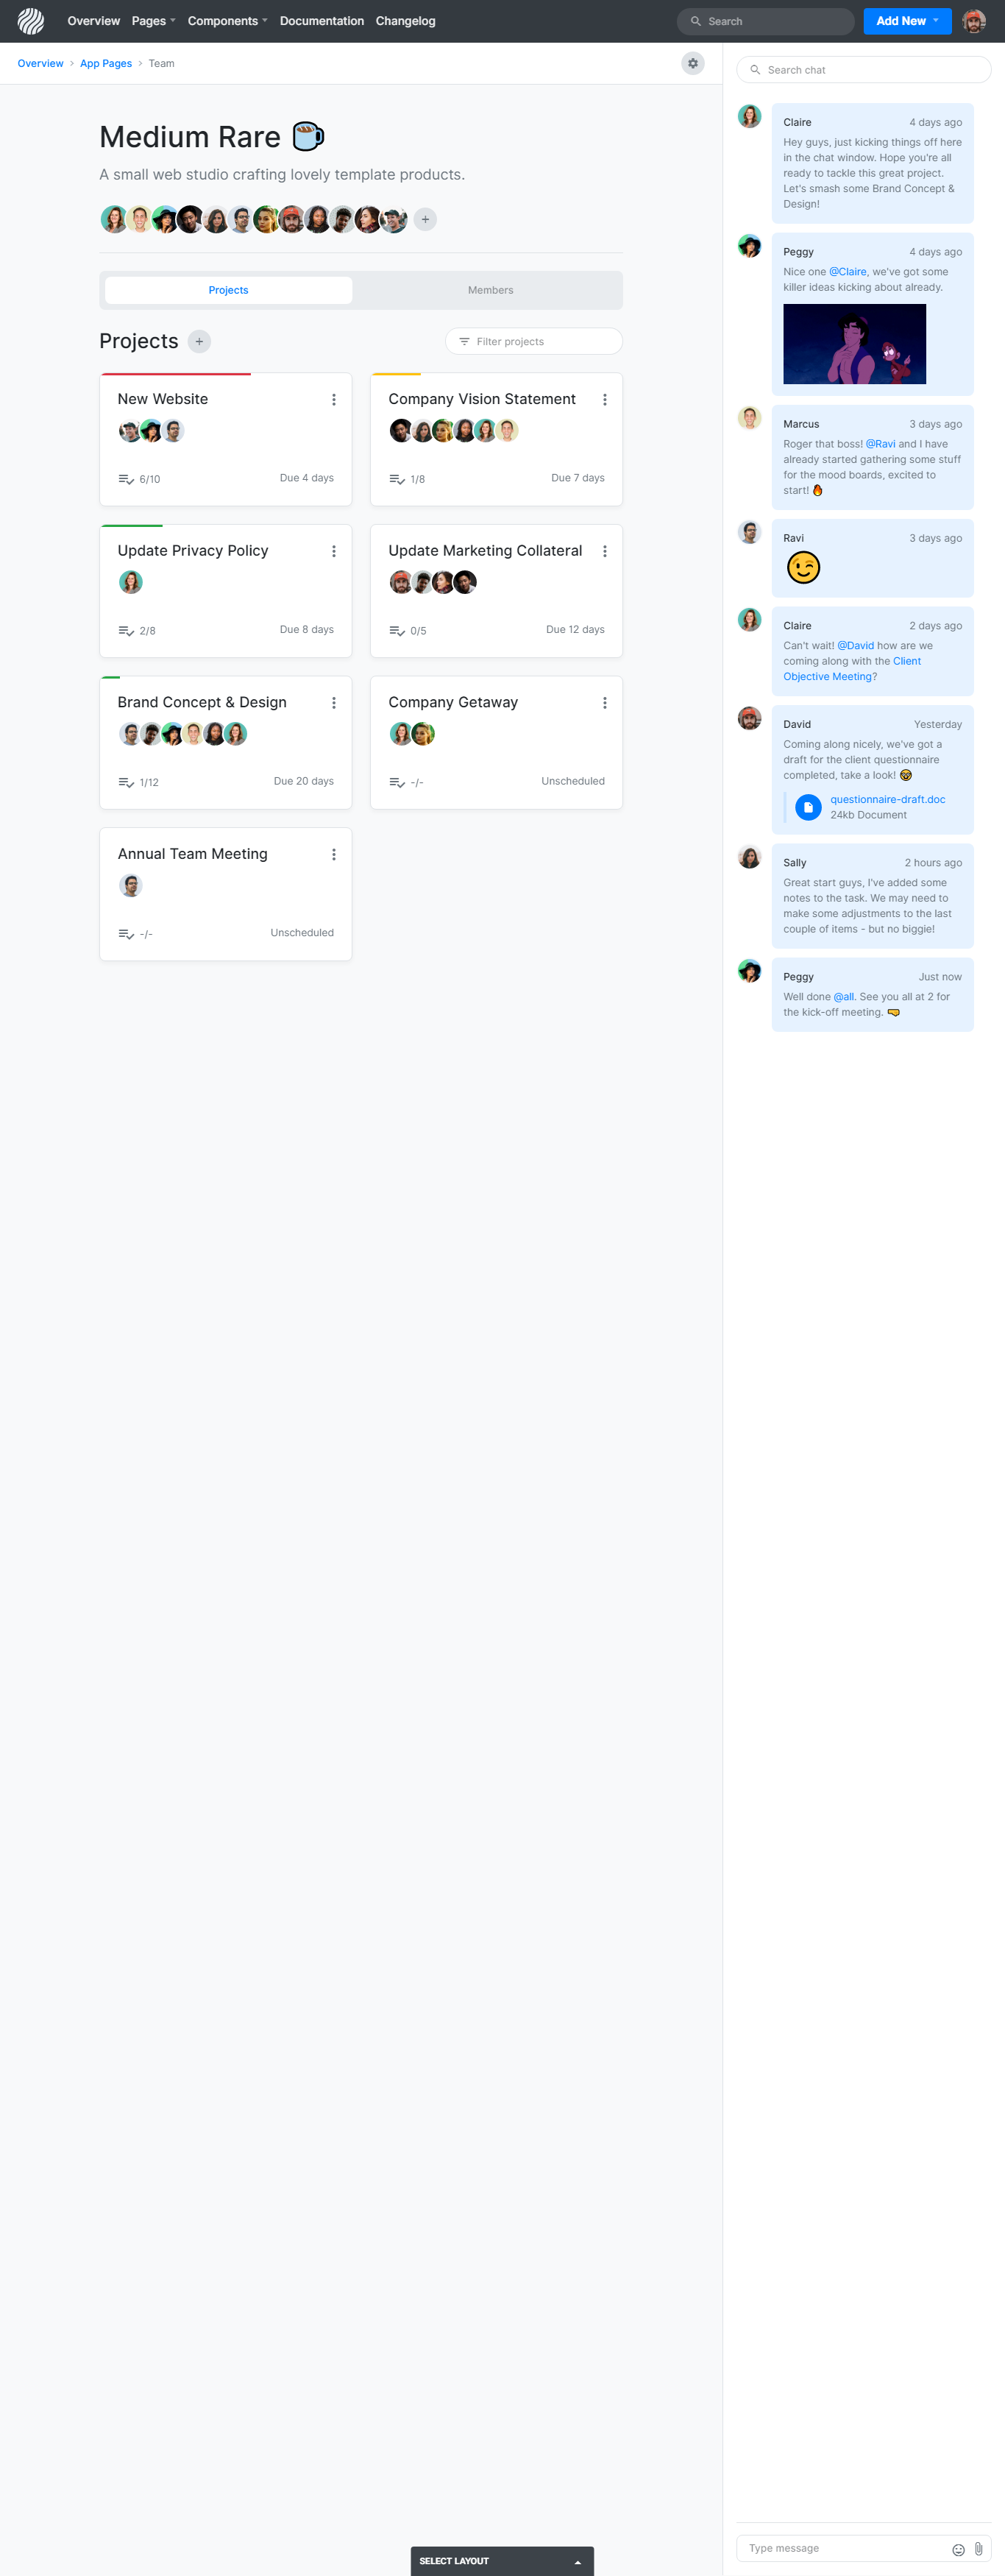 Overview Pages Components Documentation Changelog
Search
Add New
Overview App Pages Team
Medium Rare
A small web studio crafting lovely template products.
Projects Members
Projects
Filter projects
New Website
6/10 Due 4 days
Company Vision Statement
1/8 Due 7 days
Update Privacy Policy
2/8 Due 8 days
Update Marketing Collateral
0/5 Due 12 days
Brand Concept & Design
1/12 Due 20 days
Company Getaway
-/- Unscheduled
Annual Team Meeting
-/- Unscheduled
Search chat
Claire 4 days ago
Hey guys, just kicking things off here
in the chat window. Hope you're all
ready to tackle this great project.
Let's smash some Brand Concept &
Design!
Peggy 4 days ago
Nice one @Claire, we've got some
killer ideas kicking about already.
Marcus 3 days ago
Roger that boss! @Ravi and I have
already started gathering some stuff
for the mood boards, excited to
start! 🔥
Ravi 3 days ago
😉
Claire 2 days ago
Can't wait! @David how are we
coming along with the Client
Objective Meeting?
David Yesterday
Coming along nicely, we've got a
draft for the client questionnaire
completed, take a look! 🤓
questionnaire-draft.doc
24kb Document
Sally 2 hours ago
Great start guys, I've added some
notes to the task. We may need to
make some adjustments to the last
couple of items - but no biggie!
Peggy Just now
Well done @all. See you all at 2 for
the kick-off meeting. 🤜
Type message
SELECT LAYOUT